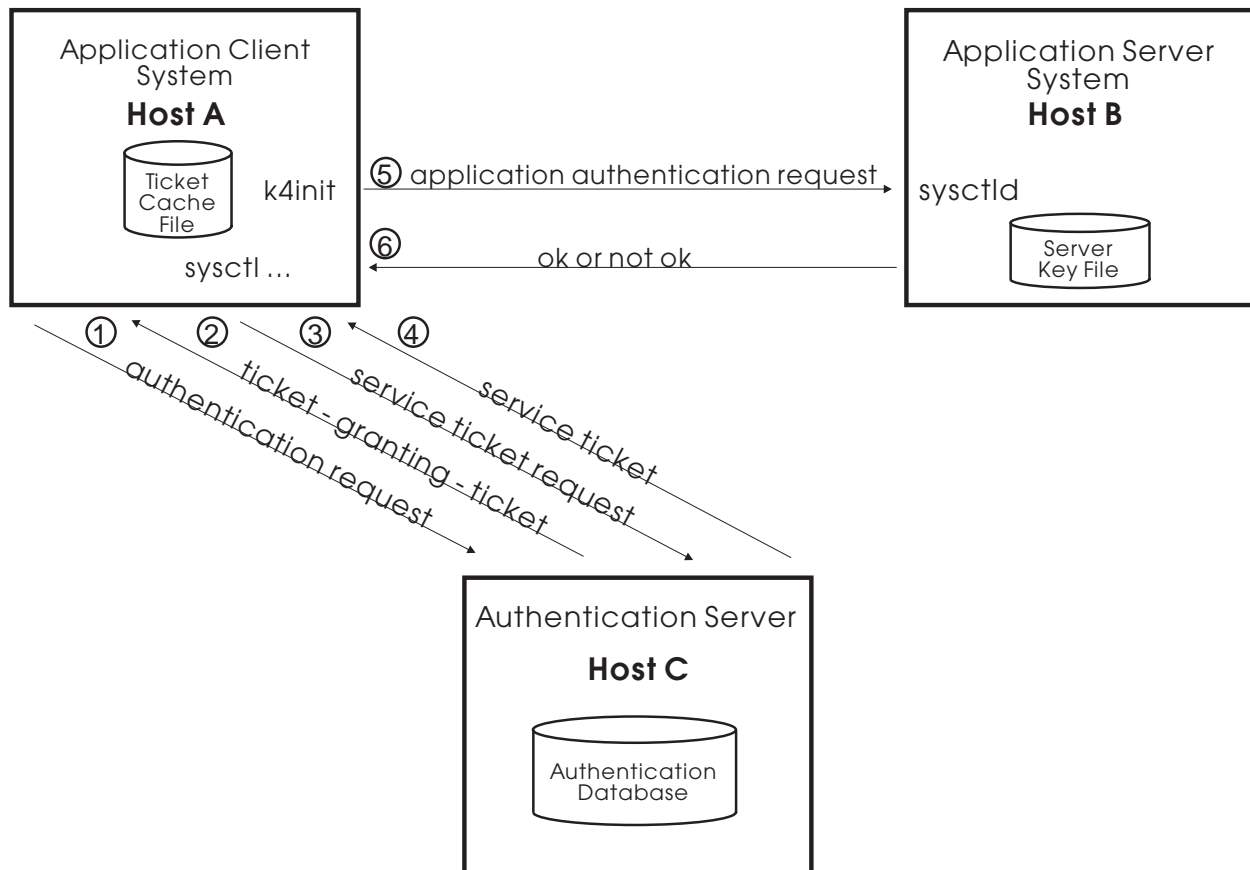 Application Client
System
Host A
Ticket
Cache
File
k4init
sysctl ...
⑤ application authentication request
⑥
ok or not ok
Application Server
System
Host B
sysctld
Server
Key File
① authentication request
② ticket - granting - ticket
③ service ticket request
④ service ticket
Authentication Server
Host C
Authentication
Database